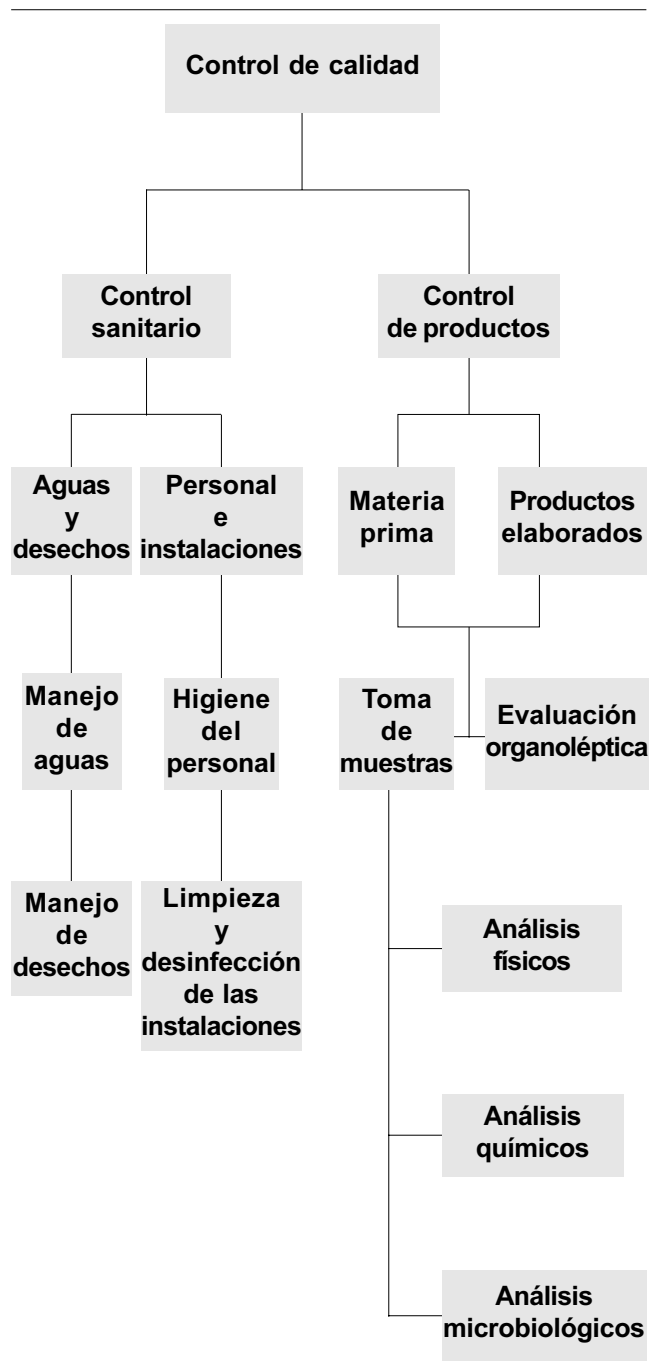 Control de calidad
Control
sanitario
Control
de productos
Aguas
y
desechos
Personal
e
instalaciones
Materia
prima
Productos
elaborados
Manejo
de
aguas
Higiene
del
personal
Toma
de
muestras
Evaluación
organoléptica
Manejo
de
desechos
Limpieza
y
desinfección
de las
instalaciones
Análisis
físicos
Análisis
químicos
Análisis
microbiológicos